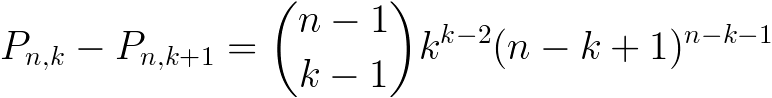 $P_{n,k} - P_{n,k+1} = \binom{n-1}{k-1} k^{k-2} (n-k+1)^{n-k-1}$